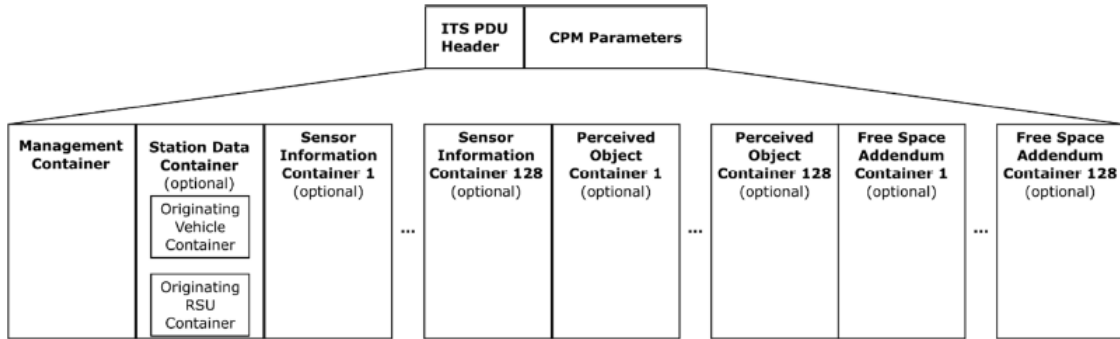 ITS PDU
Header
CPM Parameters
Management
Container
Station Data
Container
(optional)
Originating
Vehicle
Container
Originating
RSU
Container
Sensor
Information
Container 1
(optional)
...
Sensor
Information
Container 128
(optional)
Perceived
Object
Container 1
(optional)
...
Perceived
Object
Container 128
(optional)
Free Space
Addendum
Container 1
(optional)
...
Free Space
Addendum
Container 128
(optional)